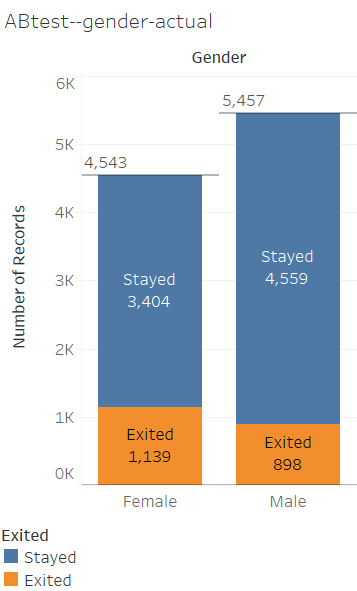 ABtest--gender-actual
Gender
Number of Records
6K
5K
4K
3K
2K
1K
0K
4,543
5,457
Stayed
3,404
Stayed
4,559
Exited
1,139
Exited
898
Female
Male
Exited
Stayed
Exited